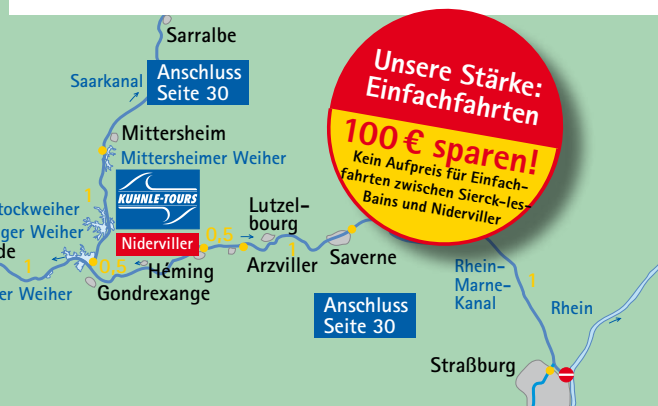 Sarralbe
Saarkanal
Anschluss
Seite 30
Unsere Stärke:
Einfachfahrten
100 € sparen!
Kein Aufpreis für Einfach-
fahrten zwischen Sierck-les-
Bains und Niderviller
Mittersheim
Mittersheimer Weiher
1
KUHNLE-TOURS
tockweiher
ger Weiher
de
Niderviller
Lutzel-
bourg
0,5
1
Arzviller
Saverne
1
0,5
Héming
er Weiher
Gondrexange
Rhein-
Marne-
Kanal
1
Rhein
Anschluss
Seite 30
Straßburg